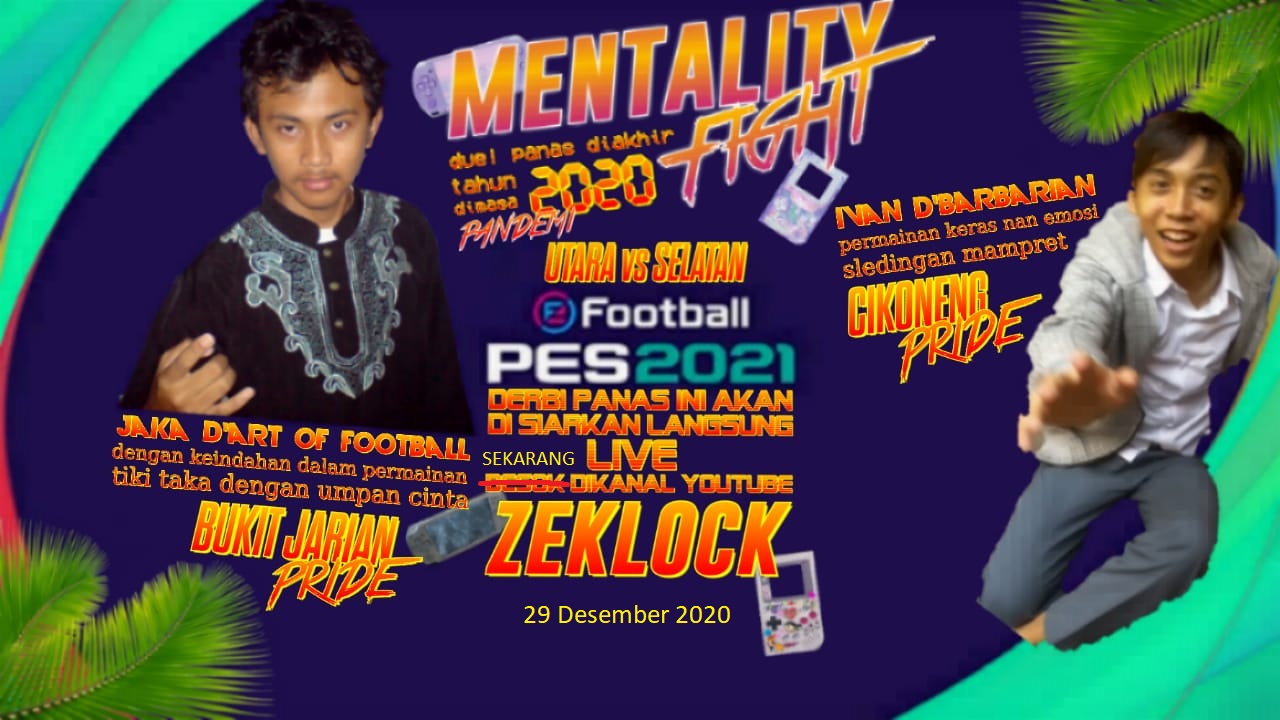 MENTALITY
FIGHT
duel panas diakhir
tahun 2020
dimasa
PANDEMI
UTARA vs SELATAN
eFootball
PES2021
DERBI PANAS INI AKAN
DI SIARKAN LANGSUNG
SEKARANG LIVE
BESOK DIKANAL YOUTUBE
ZEKLOCK
29 Desember 2020
JAKA D'ART OF FOOTBALL
dengan keindahan dalam permainan
tiki taka dengan umpan cinta
BUKIT JARIAN
PRIDE
IVAN D'BARBARIAN
permainan keras nan emosi
sledingan mampret
CIKONENG
PRIDE